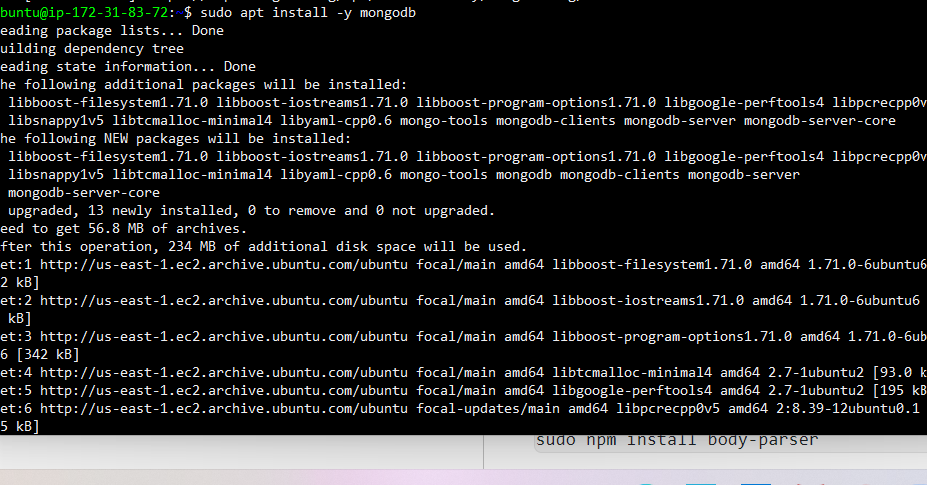 buntu@ip-172-31-83-72:~$ sudo apt install -y mongodb
eading package lists... Done
uilding dependency tree
eading state information... Done
he following additional packages will be installed:
libboost-filesystem1.71.0 libboost-iostreams1.71.0 libboost-program-options1.71.0 libgoogle-perftools4 libpcrecpp0v
libsnappy1v5 libtcmalloc-minimal4 libyaml-cpp0.6 mongo-tools mongodb-clients mongodb-server mongodb-server-core
he following NEW packages will be installed:
libboost-filesystem1.71.0 libboost-iostreams1.71.0 libboost-program-options1.71.0 libgoogle-perftools4 libpcrecpp0v
libsnappy1v5 libtcmalloc-minimal4 libyaml-cpp0.6 mongo-tools mongodb mongodb-clients mongodb-server
mongodb-server-core
upgraded, 13 newly installed, 0 to remove and 0 not upgraded.
eed to get 56.8 MB of archives.
fter this operation, 234 MB of additional disk space will be used.
et:1 http://us-east-1.ec2.archive.ubuntu.com/ubuntu focal/main amd64 libboost-filesystem1.71.0 amd64 1.71.0-6ubuntu6
2 kB]
et:2 http://us-east-1.ec2.archive.ubuntu.com/ubuntu focal/main amd64 libboost-iostreams1.71.0 amd64 1.71.0-6ubuntu6
kB]
et:3 http://us-east-1.ec2.archive.ubuntu.com/ubuntu focal/main amd64 libboost-program-options1.71.0 amd64 1.71.0-6ub
6 [342 kB]
et:4 http://us-east-1.ec2.archive.ubuntu.com/ubuntu focal/main amd64 libtcmalloc-minimal4 amd64 2.7-1ubuntu2 [93.0 k
et:5 http://us-east-1.ec2.archive.ubuntu.com/ubuntu focal/main amd64 libgoogle-perftools4 amd64 2.7-1ubuntu2 [195 kB
et:6 http://us-east-1.ec2.archive.ubuntu.com/ubuntu focal-updates/main amd64 libpcrecpp0v5 amd64 2:8.39-12ubuntu0.1
5 kB]
sudo npm install body-parser